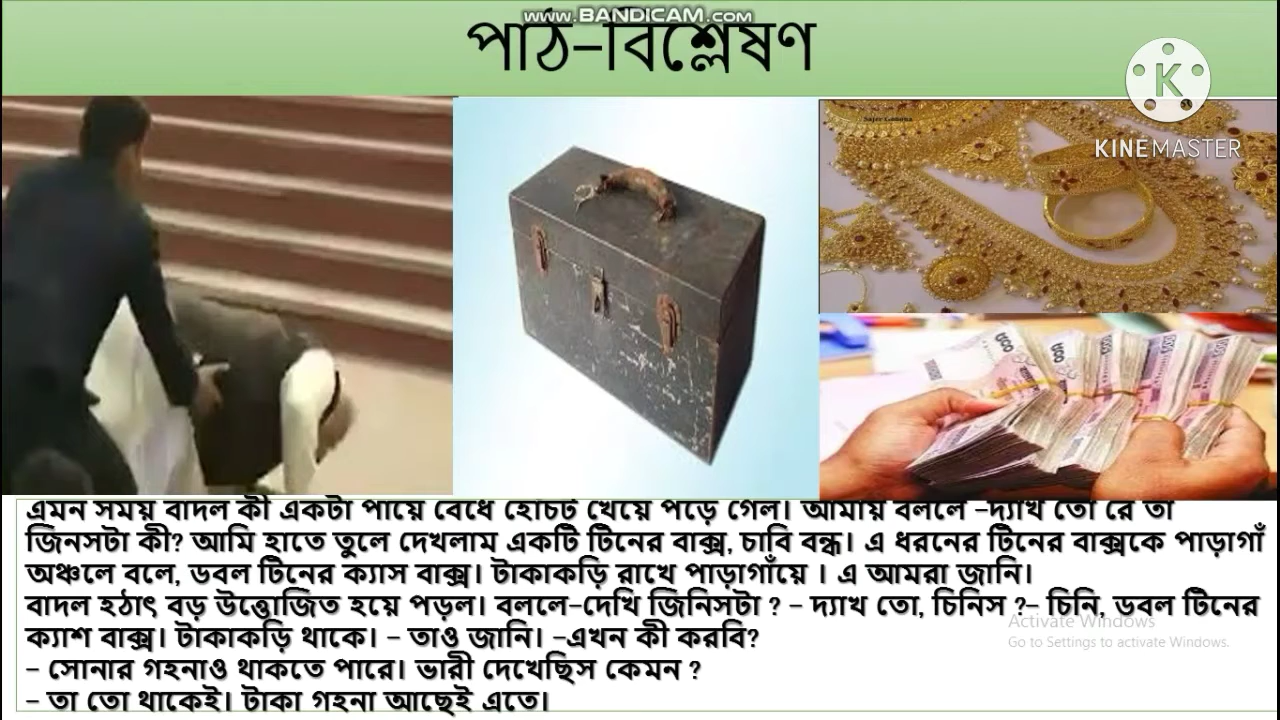 www.BANDICAM.com
পাঠ-বিশ্লেষণ
K
KINEMASTER
এমন সময় বাদল কী একটা পায়ে বেধে হোঁচট খেয়ে পড়ে গেল। আমায় বললে -দ্যাখ তো রে তা
জিনসটা কী? আমি হাতে তুলে দেখলাম একটি টিনের বাক্স, চাবি বন্ধ। এ ধরনের টিনের বাক্সকে পাড়াগাঁ
অঞ্চলে বলে, ডবল টিনের ক্যাস বাক্স। টাকাকড়ি রাখে পাড়াগাঁয়ে । এ আমরা জানি।
বাদল হঠাৎ বড় উত্তোজিত হয়ে পড়ল। বললে-দেখি জিনিসটা ? - দ্যাখ তো, চিনিস ?- চিনি, ডবল টিনের
ক্যাশ বাক্স। টাকাকড়ি থাকে। - তাও জানি। -এখন কী করবি?
- সোনার গহনাও থাকতে পারে। ভারী দেখেছিস কেমন ?
- তা তো থাকেই। টাকা গহনা আছেই এতে।
Activate Windows
Go to Settings to activate Windows.